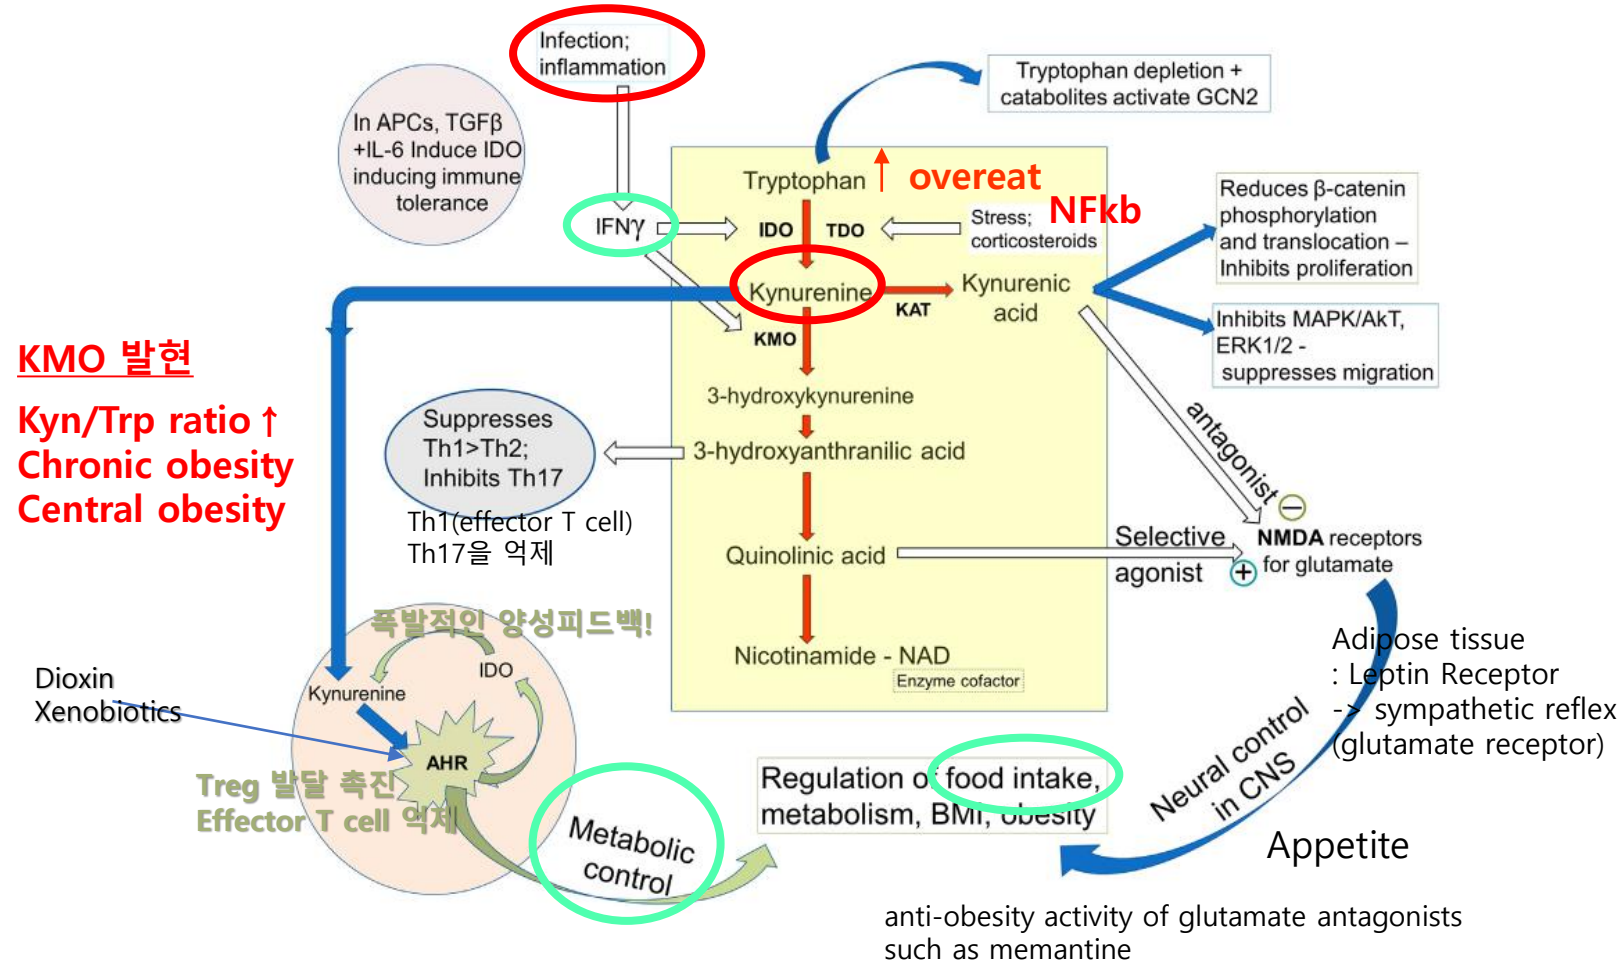 Infection;
inflammation
Tryptophan depletion +
catabolites activate GCN2
In APCs, TGFβ
+IL-6 Induce IDO
inducing immune
tolerance
Tryptophan ↑ overeat
Reduces β-catenin
phosphorylation
and translocation –
Inhibits proliferation
IFNγ
IDO TDO
Stress;
corticosteroids
NFkb
Kynurenine
KAT
Kynurenic
acid
KMO
Inhibits MAPK/AkT,
ERK1/2 -
suppresses migration
KMO 발현
Kyn/Trp ratio ↑
Chronic obesity
Central obesity
3-hydroxykynurenine
Suppresses
Th1>Th2;
Inhibits Th17
3-hydroxyanthranilic acid
antagonist
−
Th1(effector T cell)
Th17을 억제
Quinolinic acid
Selective
agonist
+
NMDA receptors
for glutamate
폭발적인 양성피드백!
Nicotinamide - NAD
Enzyme cofactor
Adipose tissue
: Leptin Receptor
-> sympathetic reflex
(glutamate receptor)
Dioxin
Xenobiotics
Kynurenine
IDO
AHR
Treg 발달 촉진
Effector T cell 억제
Metabolic
control
Regulation of food intake,
metabolism, BMI, obesity
Neural control
in CNS
Appetite
anti-obesity activity of glutamate antagonists
such as memantine